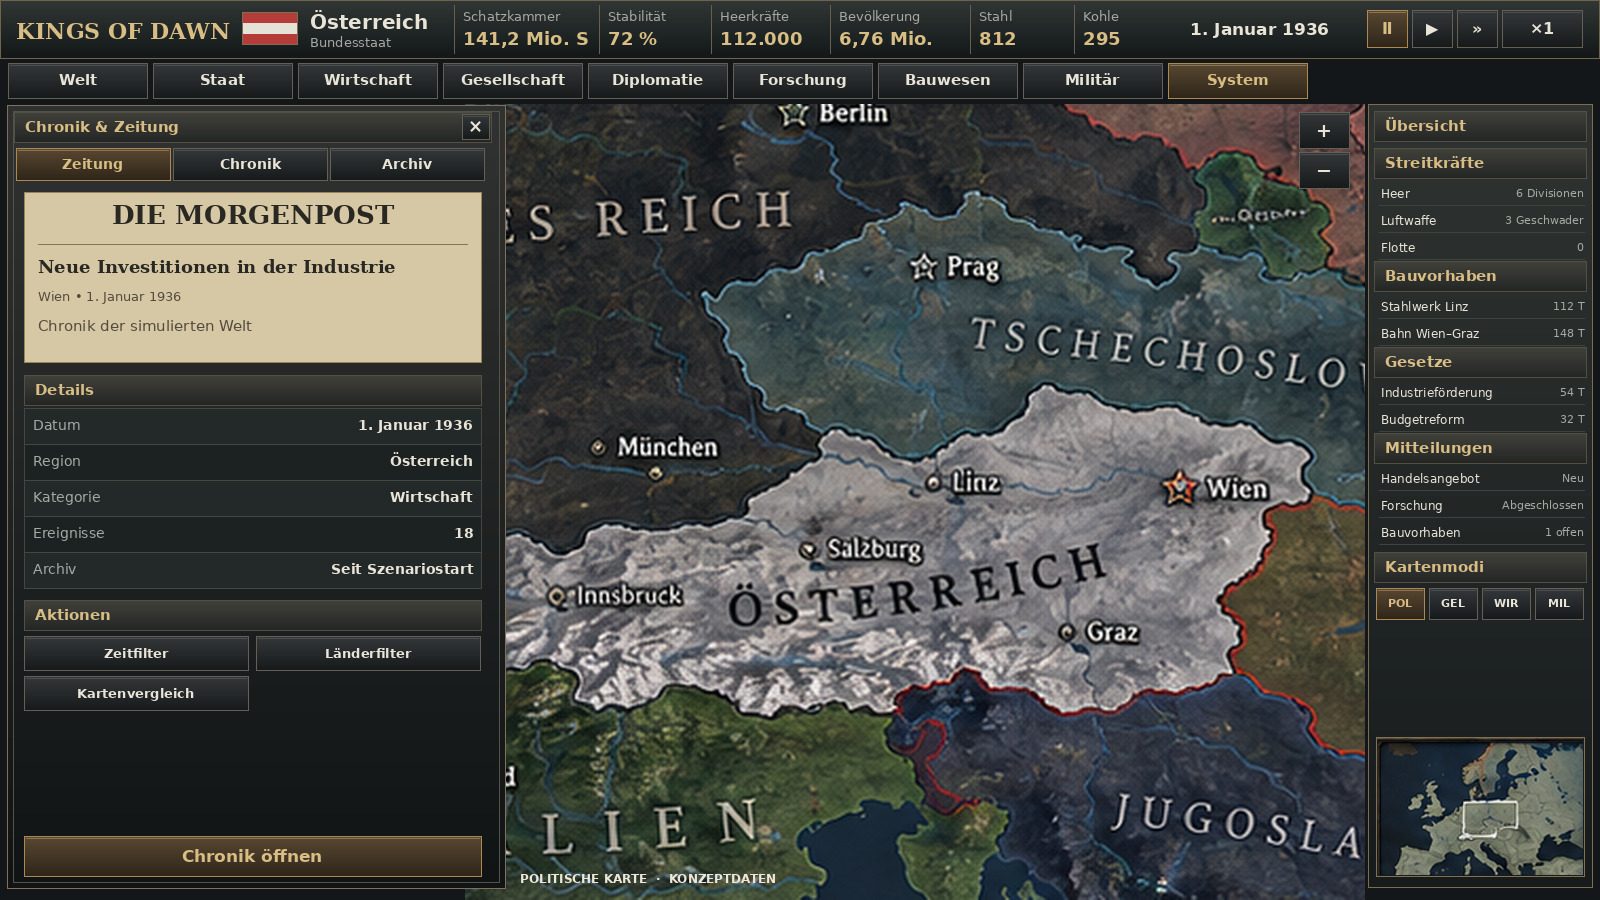 KINGS OF DAWN
Österreich
Bundesstaat
Schatzkammer
141,2 Mio. S
Stabilität
72 %
Heerkräfte
112.000
Bevölkerung
6,76 Mio.
Stahl
812
Kohle
295
1. Januar 1936
II
▶
»
×1
Welt
Staat
Wirtschaft
Gesellschaft
Diplomatie
Forschung
Bauwesen
Militär
System
Chronik & Zeitung
×
Zeitung
Chronik
Archiv
DIE MORGENPOST
Neue Investitionen in der Industrie
Wien • 1. Januar 1936
Chronik der simulierten Welt
Details
Datum 1. Januar 1936
Region Österreich
Kategorie Wirtschaft
Ereignisse 18
Archiv Seit Szenariostart
Aktionen
Zeitfilter
Länderfilter
Kartenvergleich
Chronik öffnen
Berlin
ES REICH
Prag
TSCHECHOSLOV
München
Linz
Wien
Salzburg
Innsbruck
ÖSTERREICH
Graz
d
LIEN
JUGOSLA
POLITISCHE KARTE · KONZEPTDATEN
+
−
Übersicht
Streitkräfte
Heer 6 Divisionen
Luftwaffe 3 Geschwader
Flotte 0
Bauvorhaben
Stahlwerk Linz 112 T
Bahn Wien–Graz 148 T
Gesetze
Industrieförderung 54 T
Budgetreform 32 T
Mitteilungen
Handelsangebot Neu
Forschung Abgeschlossen
Bauvorhaben 1 offen
Kartenmodi
POL
GEL
WIR
MIL